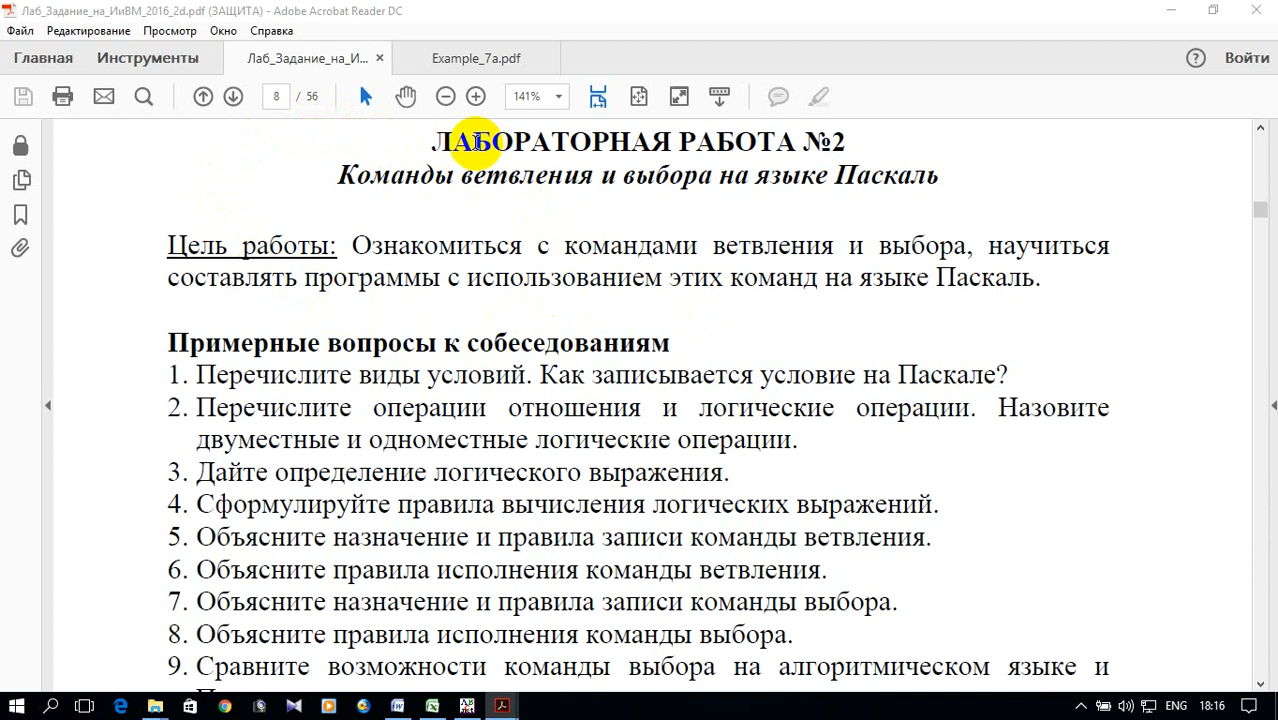 Лаб_Задание_на_ИиВМ_2016_2d.pdf (ЗАЩИТА) - Adobe Acrobat Reader DC
Файл Редактирование Просмотр Окно Справка
Главная Инструменты Лаб_Задание_на_И... × Example_7a.pdf ? Войти
8 / 56 141%
ЛАБОРАТОРНАЯ РАБОТА №2
Команды ветвления и выбора на языке Паскаль
Цель работы: Ознакомиться с командами ветвления и выбора, научиться
составлять программы с использованием этих команд на языке Паскаль.
Примерные вопросы к собеседованиям
1. Перечислите виды условий. Как записывается условие на Паскале?
2. Перечислите операции отношения и логические операции. Назовите
двуместные и одноместные логические операции.
3. Дайте определение логического выражения.
4. Сформулируйте правила вычисления логических выражений.
5. Объясните назначение и правила записи команды ветвления.
6. Объясните правила исполнения команды ветвления.
7. Объясните назначение и правила записи команды выбора.
8. Объясните правила исполнения команды выбора.
9. Сравните возможности команды выбора на алгоритмическом языке и
ENG 18:16